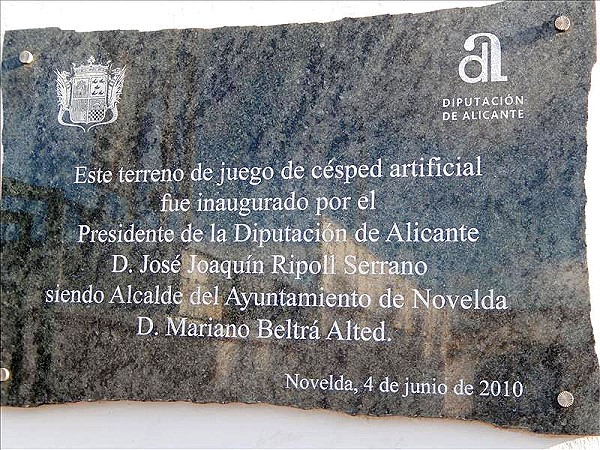 al
DIPUTACIÓN
DE ALICANTE
Este terreno de juego de césped artificial
fue inaugurado por el
Presidente de la Diputación de Alicante
D. José Joaquín Ripoll Serrano
siendo Alcalde del Ayuntamiento de Novelda
D. Mariano Beltrá Alted.
Novelda, 4 de junio de 2010